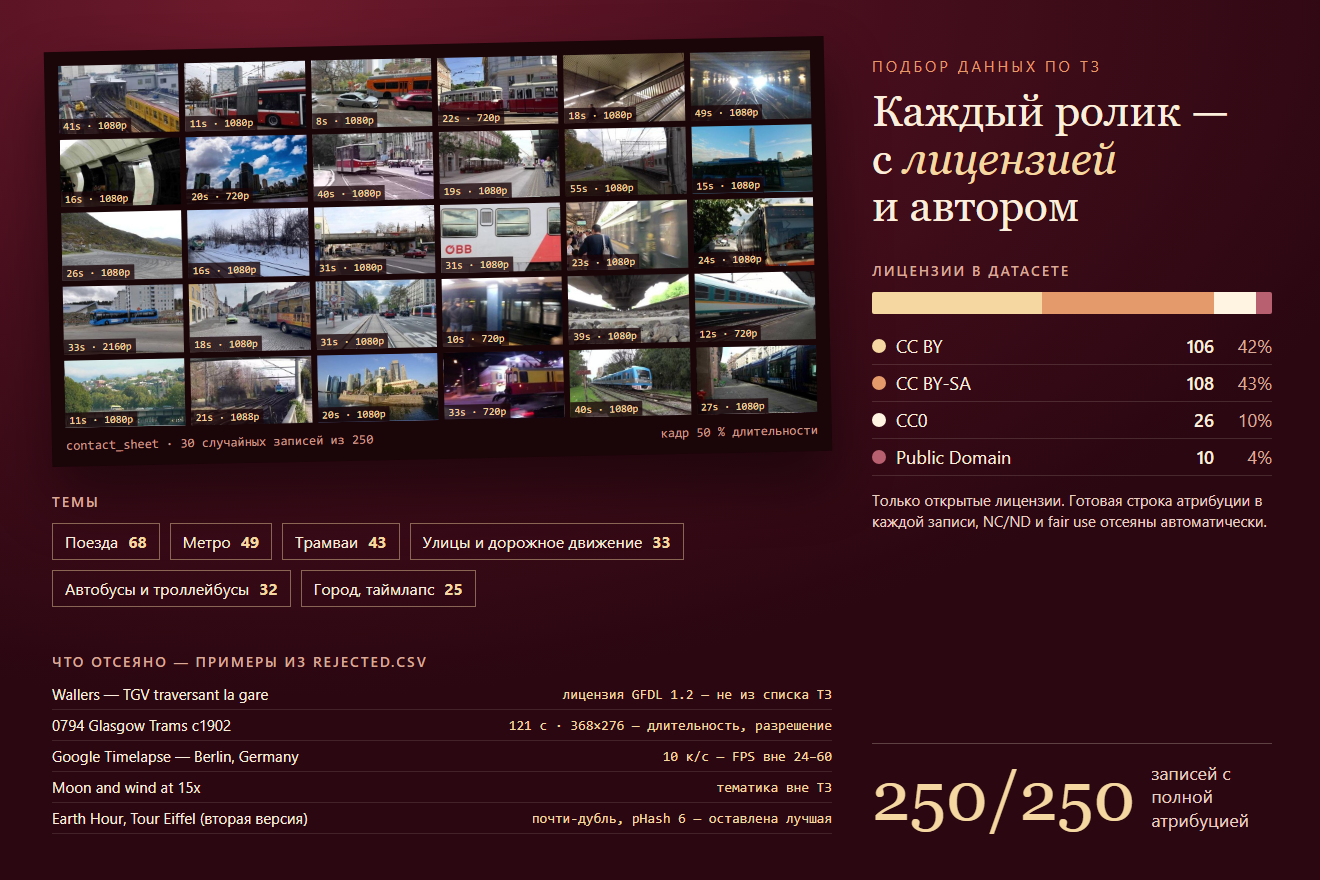 41s · 1080p
11s · 1080p
8s · 1080p
22s · 720p
18s · 1080p
49s · 1080p
16s · 1080p
20s · 720p
40s · 1080p
19s · 1080p
55s · 1080p
15s · 1080p
26s · 1080p
16s · 1080p
31s · 1080p
ÖBB
31s · 1080p
23s · 1080p
24s · 1080p
33s · 2160p
18s · 1080p
31s · 1080p
10s · 720p
39s · 1080p
12s · 720p
11s · 1080p
21s · 1088p
20s · 1080p
33s · 720p
40s · 1080p
27s · 1080p
contact_sheet · 30 случайных записей из 250
кадр 50 % длительности
ТЕМЫ
Поезда 68
Метро 49
Трамваи 43
Улицы и дорожное движение 33
Автобусы и троллейбусы 32
Город, таймлапс 25
ЧТО ОТСЕЯНО — ПРИМЕРЫ ИЗ REJECTED.CSV
Wallers — TGV traversant la gare лицензия GFDL 1.2 — не из списка ТЗ
0794 Glasgow Trams c1902 121 с · 368×276 — длительность, разрешение
Google Timelapse — Berlin, Germany 10 к/с — FPS вне 24–60
Moon and wind at 15x тематика вне ТЗ
Earth Hour, Tour Eiffel (вторая версия) почти-дубль, pHash 6 — оставлена лучшая
ПОДБОР ДАННЫХ ПО ТЗ
Каждый ролик —
с лицензией
и автором
ЛИЦЕНЗИИ В ДАТАСЕТЕ
CC BY 106 42%
CC BY-SA 108 43%
CC0 26 10%
Public Domain 10 4%
Только открытые лицензии. Готовая строка атрибуции в
каждой записи, NC/ND и fair use отсеяны автоматически.
250/250
записей с
полной
атрибуцией